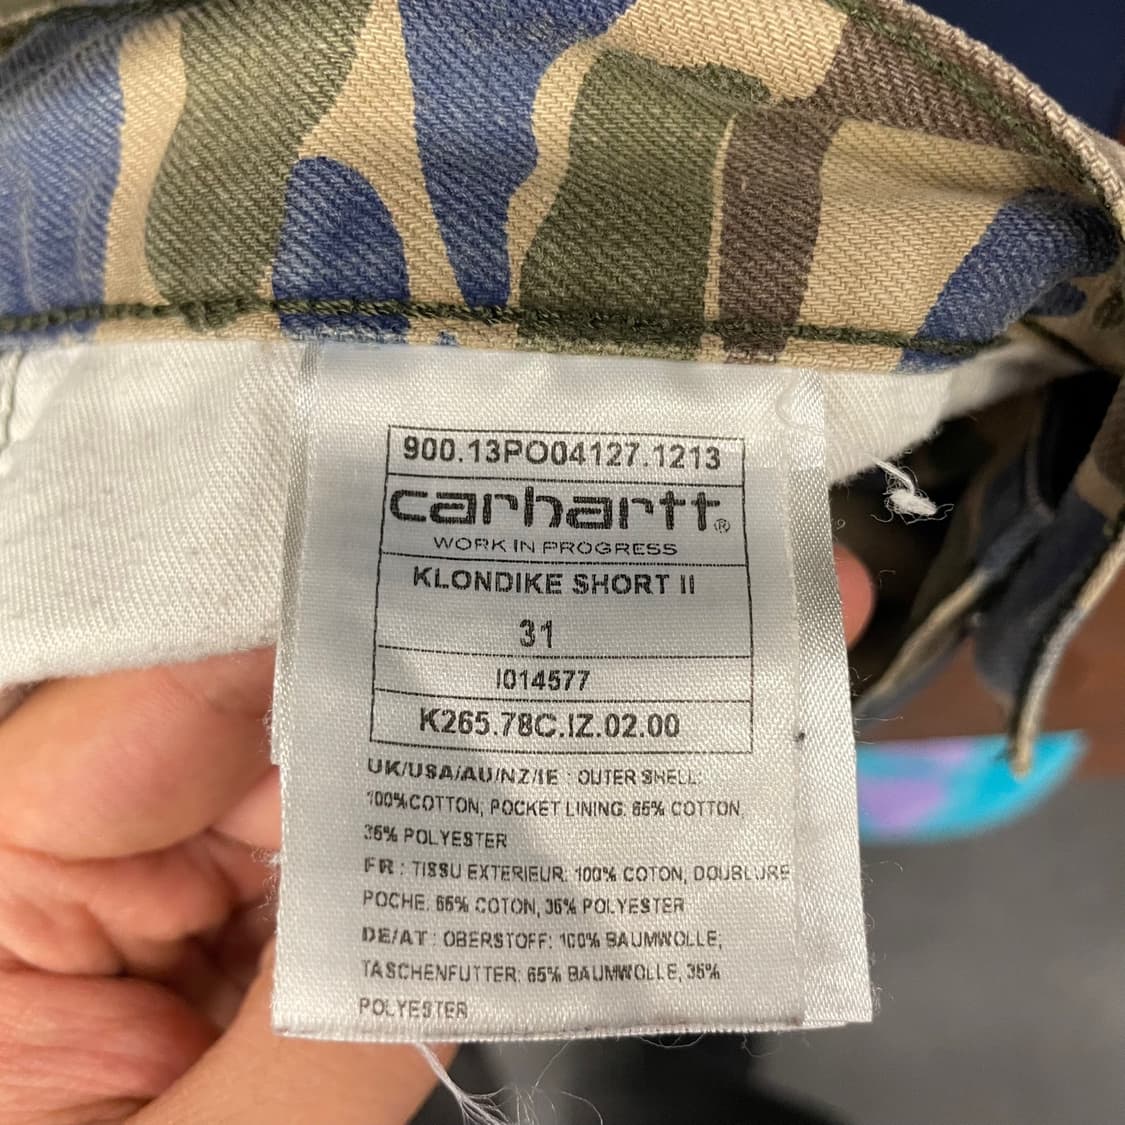 900.13PO04127.1213
carhartt®
WORK IN PROGRESS
KLONDIKE SHORT II
31
I014577
K265.78C.IZ.02.00
UK/USA/AU/NZ/IE : OUTER SHELL:
100%COTTON, POCKET LINING: 65% COTTON,
35% POLYESTER
FR : TISSU EXTERIEUR: 100% COTON, DOUBLURE
POCHE: 65% COTON, 35% POLYESTER
DE/AT : OBERSTOFF: 100% BAUMWOLLE;
TASCHENFUTTER: 65% BAUMWOLLE, 35%
POLYESTER